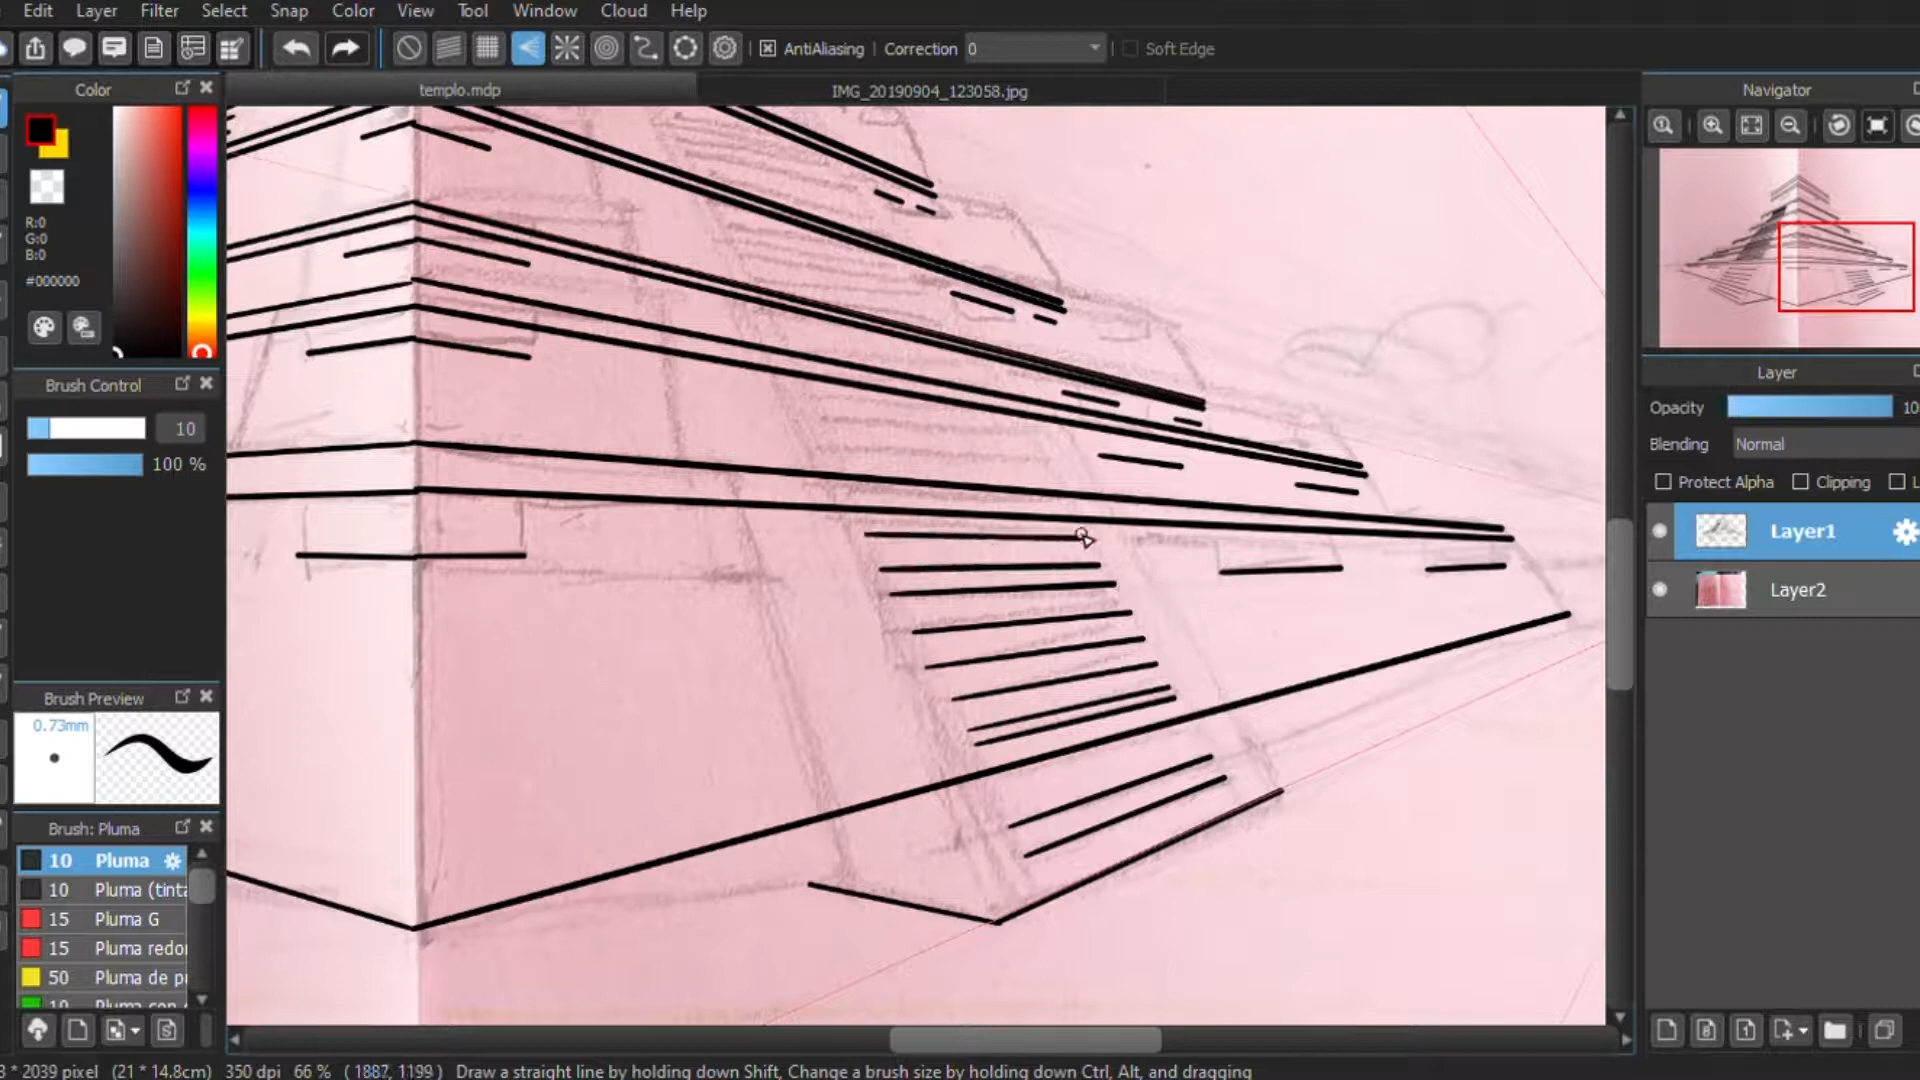 Edit Layer Filter Select Snap Color View Tool Window Cloud Help
AntiAliasing Correction 0 Soft Edge
Color
templo.mdp
IMG_20190904_123058.jpg
Navigator
R:0
G:0
B:0
#000000
Brush Control
10
100 %
Layer
Opacity
Blending Normal
Protect Alpha Clipping
Layer1
Layer2
Brush Preview
0.73mm
Brush: Pluma
10 Pluma
10 Pluma (tinta
15 Pluma G
15 Pluma redo
50 Pluma de
10 Pluma con
* 2039 pixel (21 * 14.8cm) 350 dpi 66 % ( 1887, 1199 ) Draw a straight line by holding down Shift, Change a brush size by holding down Ctrl, Alt, and dragging